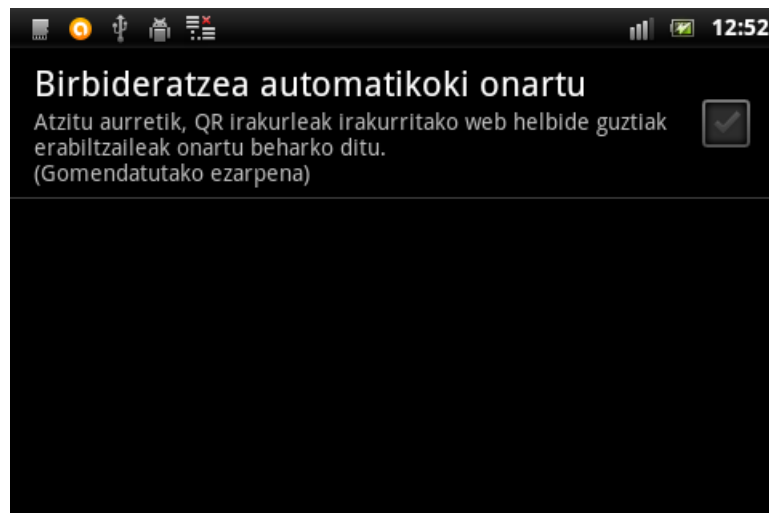 12:52
Birbideratzea automatikoki onartu
Atzitu aurretik, QR irakurleak irakurritako web helbide guztiak
erabiltzaileak onartu beharko ditu.
(Gomendatutako ezarpena)